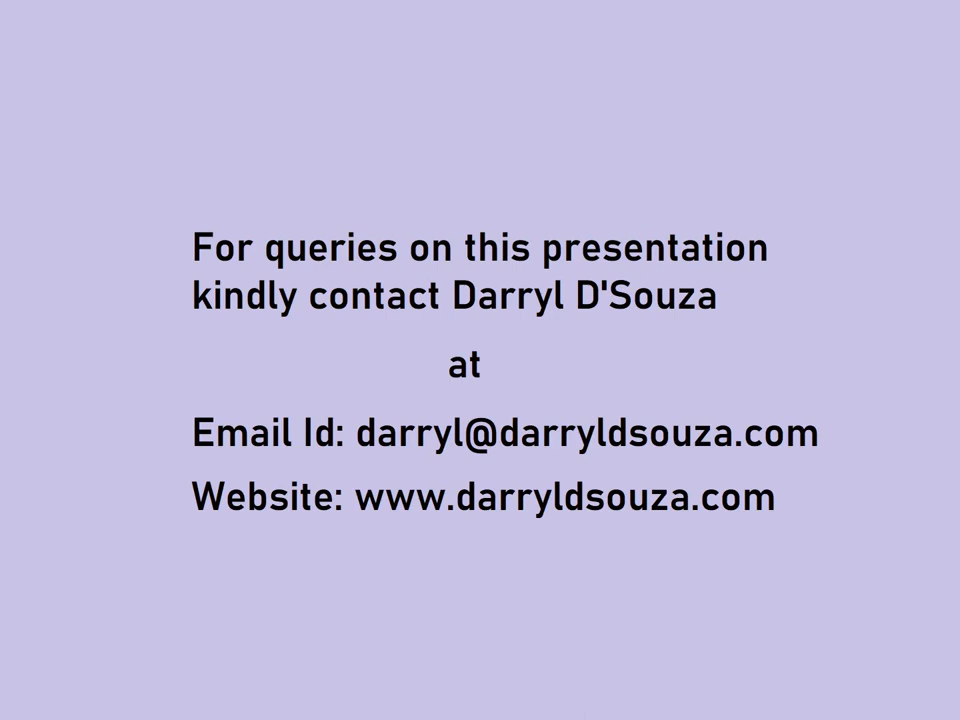 For queries on this presentation
kindly contact Darryl D'Souza
at
Email Id: darryl@darryldsouza.com
Website: www.darryldsouza.com